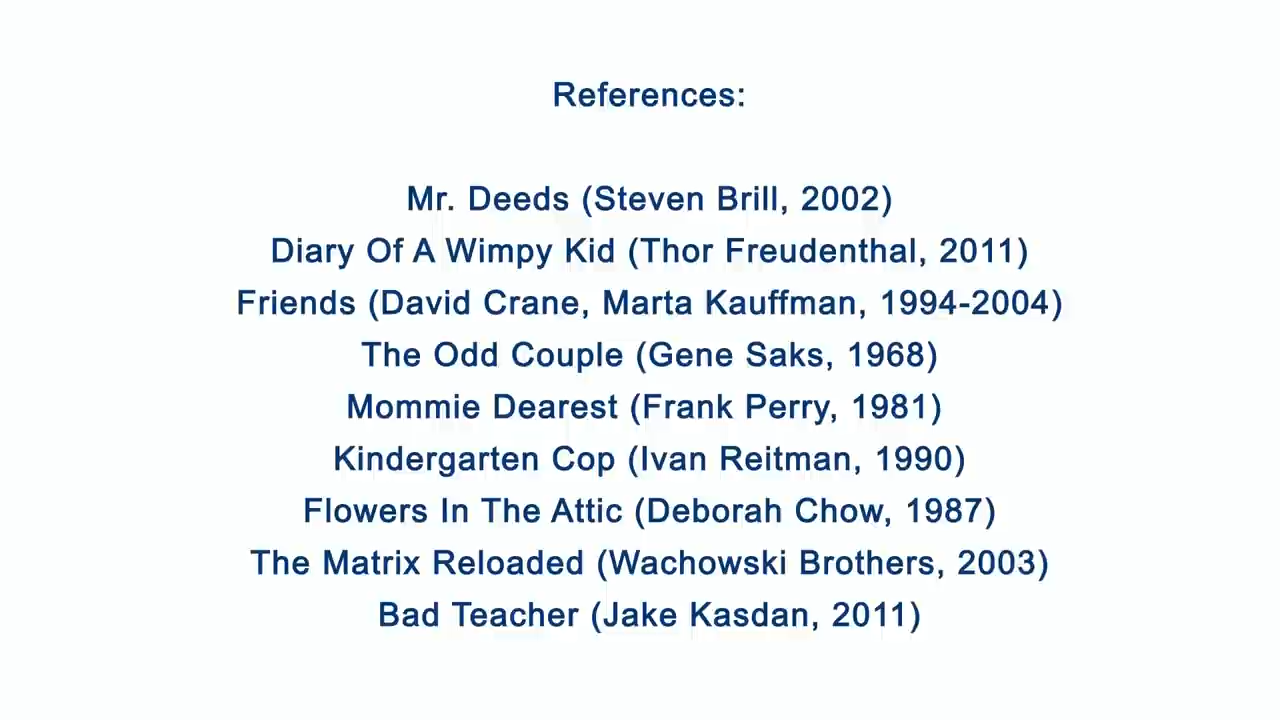 References:
Mr. Deeds (Steven Brill, 2002)
Diary Of A Wimpy Kid (Thor Freudenthal, 2011)
Friends (David Crane, Marta Kauffman, 1994-2004)
The Odd Couple (Gene Saks, 1968)
Mommie Dearest (Frank Perry, 1981)
Kindergarten Cop (Ivan Reitman, 1990)
Flowers In The Attic (Deborah Chow, 1987)
The Matrix Reloaded (Wachowski Brothers, 2003)
Bad Teacher (Jake Kasdan, 2011)